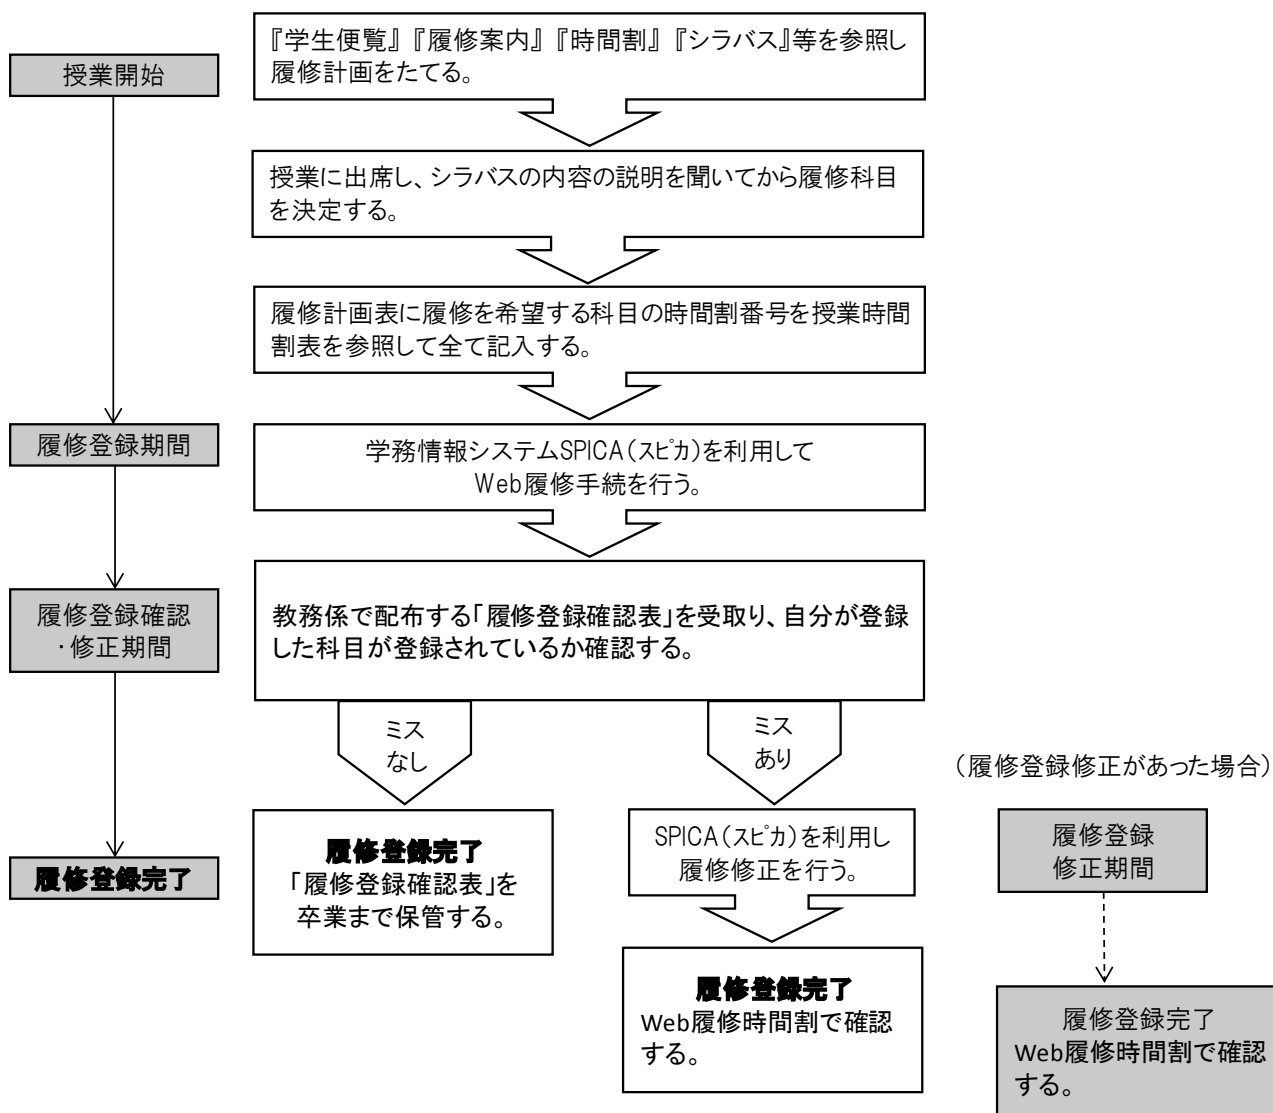 『学生便覧』『履修案内』『時間割』『シラバス』等を参照し
履修計画をたてる。
授業開始
授業に出席し、シラバスの内容の説明を聞いてから履修科目
を決定する。
履修計画表に履修を希望する科目の時間割番号を授業時間
割表を参照して全て記入する。
履修登録期間
学務情報システムSPICA(スピカ)を利用して
Web履修手続を行う。
履修登録確認
・修正期間
教務係で配布する「履修登録確認表」を受取り、自分が登録
した科目が登録されているか確認する。
ミス
なし
ミス
あり
(履修登録修正があった場合)
履修登録完了
履修登録完了
「履修登録確認表」を
卒業まで保管する。
SPICA(スピカ)を利用し
履修修正を行う。
履修登録
修正期間
履修登録完了
Web履修時間割で確認
する。
履修登録完了
Web履修時間割で確認
する。